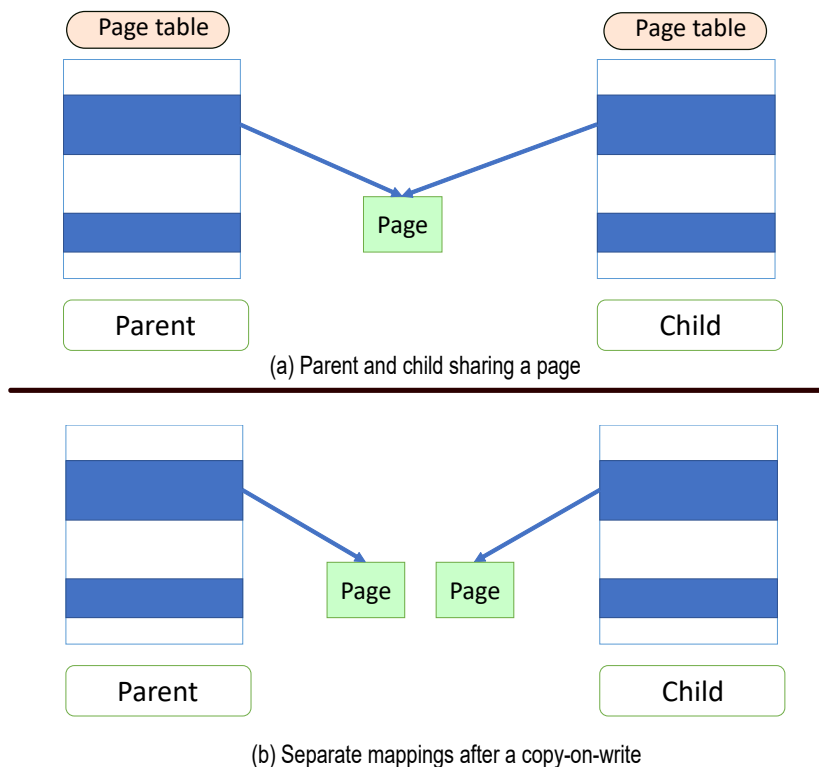 Page table
Page table
Page
Parent
Child
(a) Parent and child sharing a page
Page
Page
Parent
Child
(b) Separate mappings after a copy-on-write